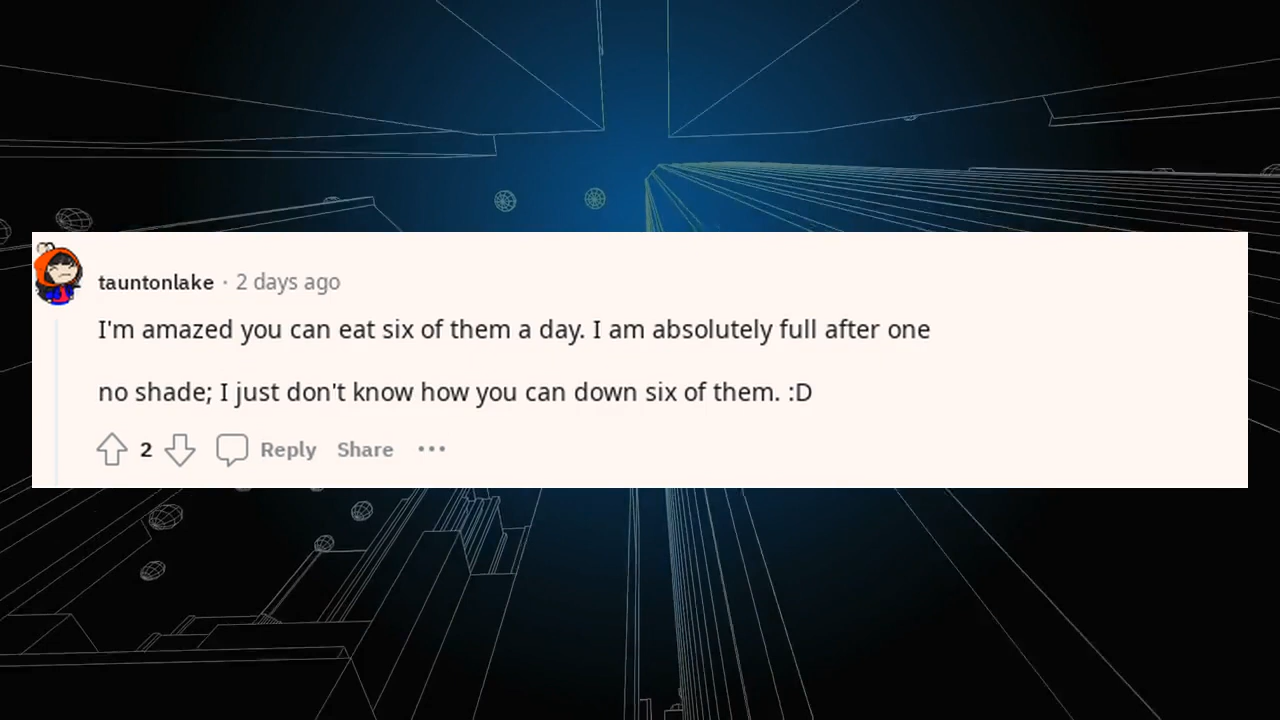 tauntonlake · 2 days ago
I'm amazed you can eat six of them a day. I am absolutely full after one
no shade; I just don't know how you can down six of them. :D
2 Reply Share •••